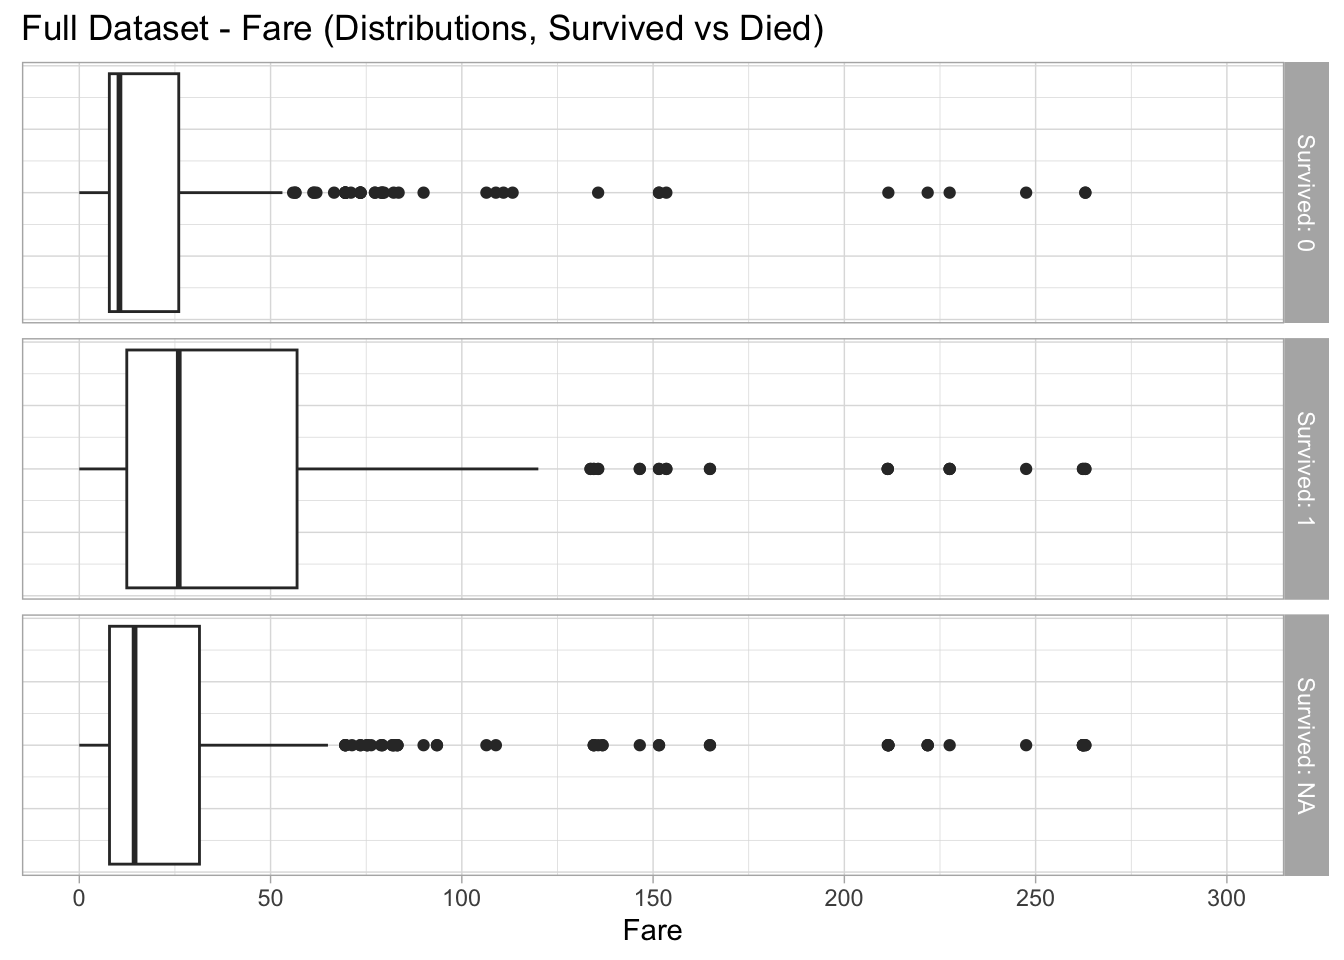 Full Dataset - Fare (Distributions, Survived vs Died)
Survived: 0
Survived: 1
Survived: NA
0 50 100 150 200 250 300
Fare